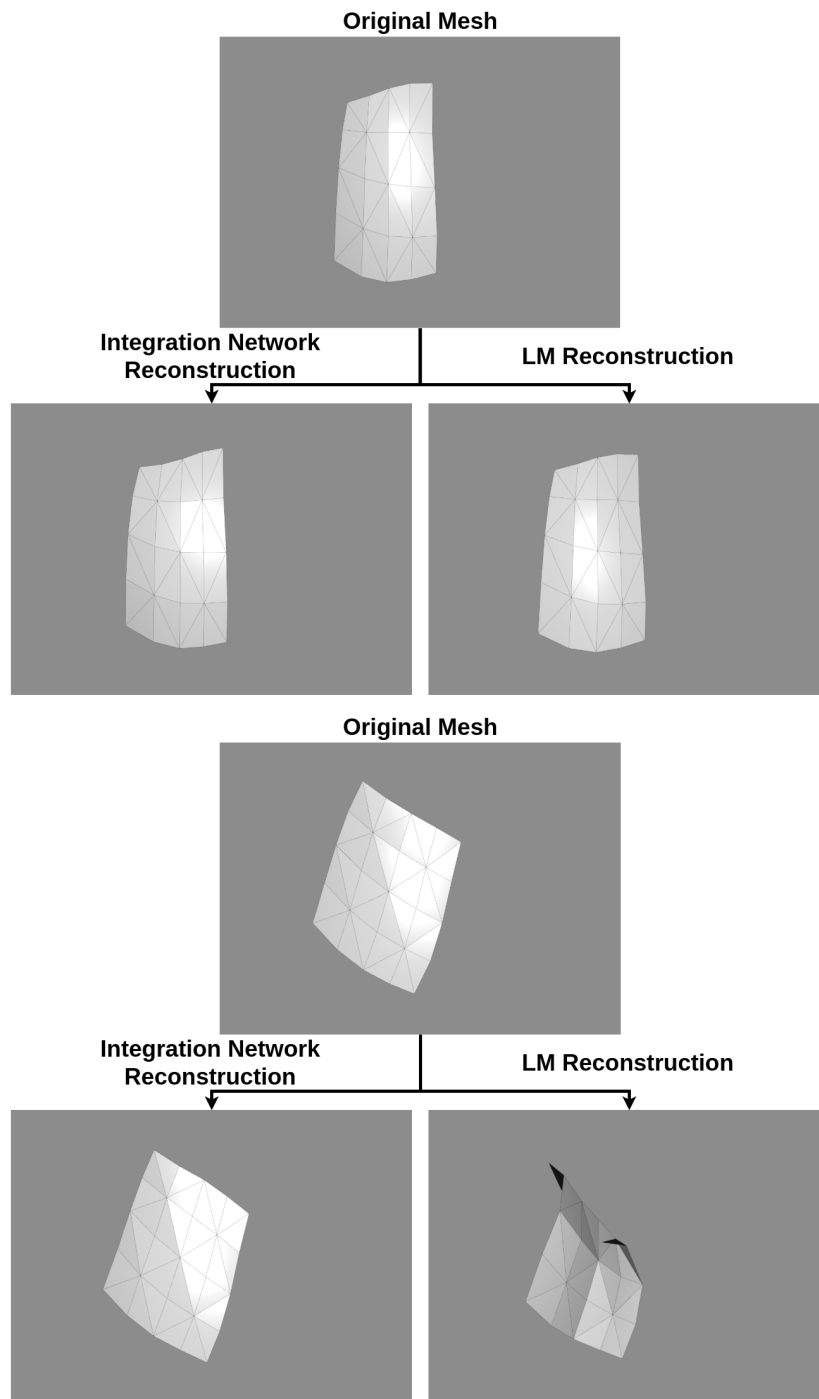 Original Mesh
Integration Network
Reconstruction
LM Reconstruction
Original Mesh
Integration Network
Reconstruction
LM Reconstruction